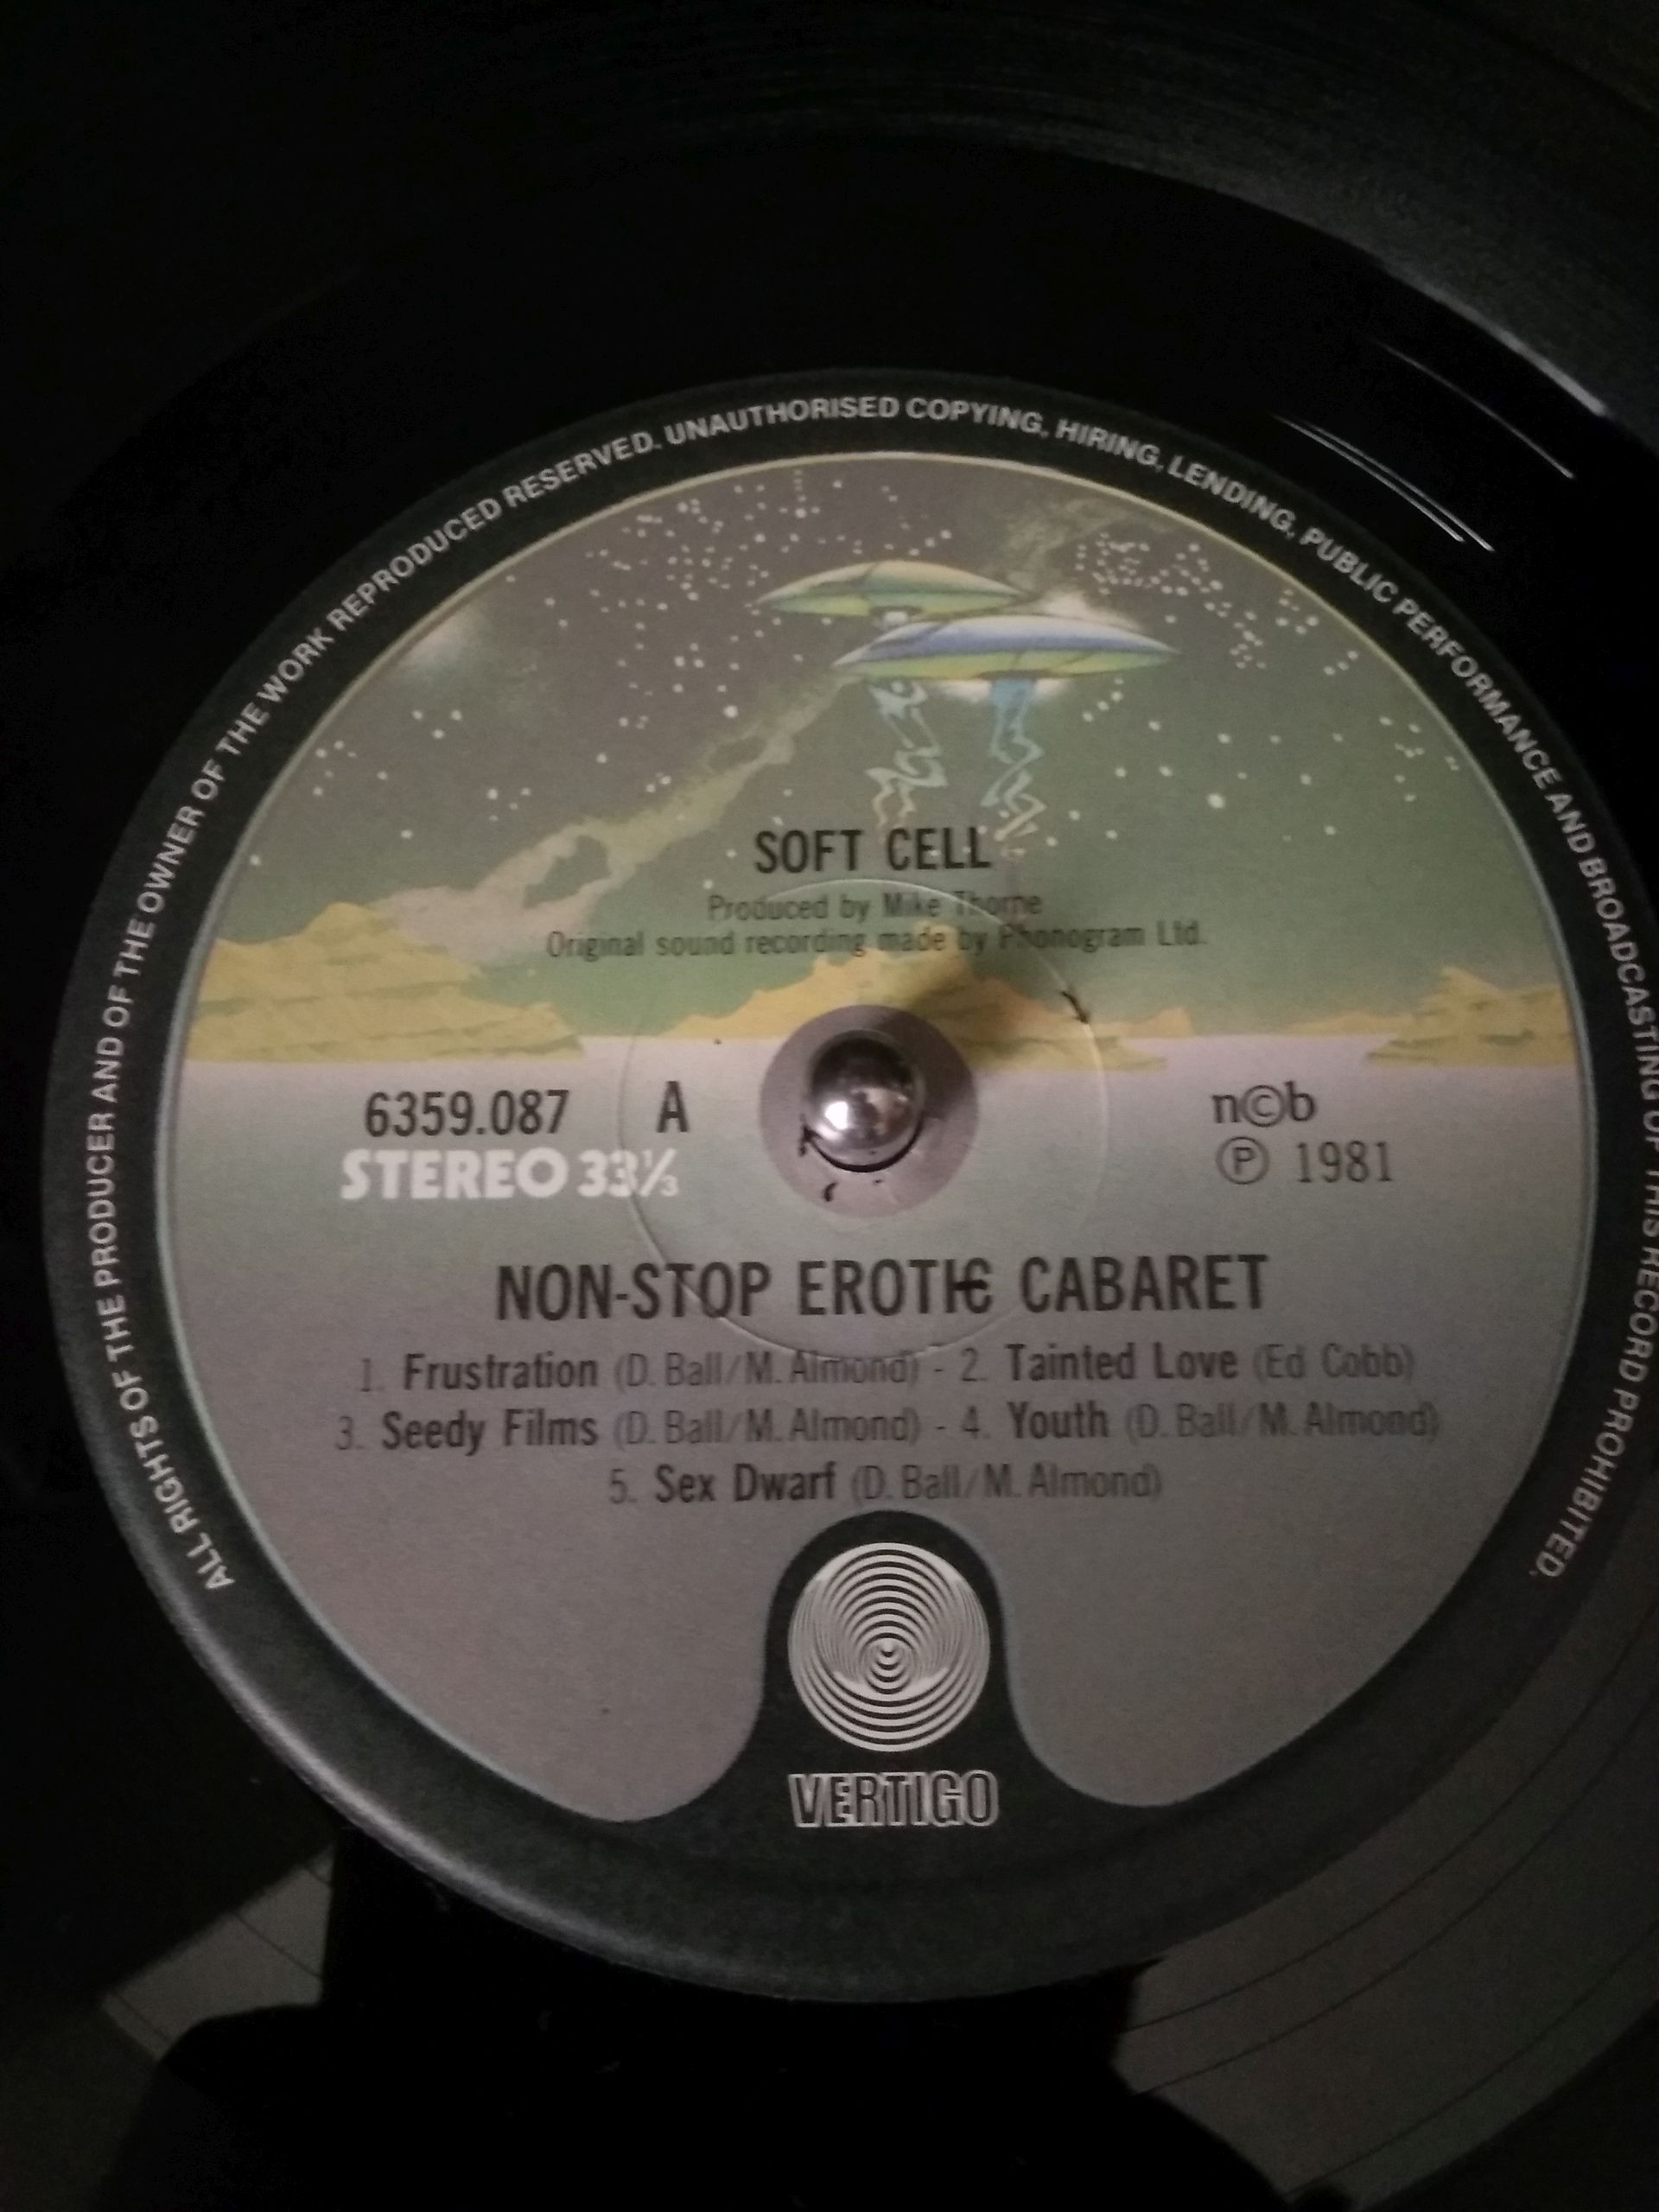 ALL RIGHTS OF THE PRODUCER AND OF THE OWNER OF THE WORK REPRODUCED RESERVED. UNAUTHORISED COPYING, HIRING, LENDING, PUBLIC PERFORMANCE AND BROADCASTING OF THIS RECORD PROHIBITED.
SOFT CELL
Produced by Mike Thorne
Original sound recording made by Phonogram Ltd.
6359.087 A n©b
STEREO 33⅓ ℗ 1981
NON-STOP EROTIC CABARET
1. Frustration (D. Ball/M. Almond) - 2. Tainted Love (Ed Cobb)
3. Seedy Films (D. Ball/M. Almond) - 4. Youth (D. Ball/M. Almond)
5. Sex Dwarf (D. Ball/M. Almond)
VERTIGO